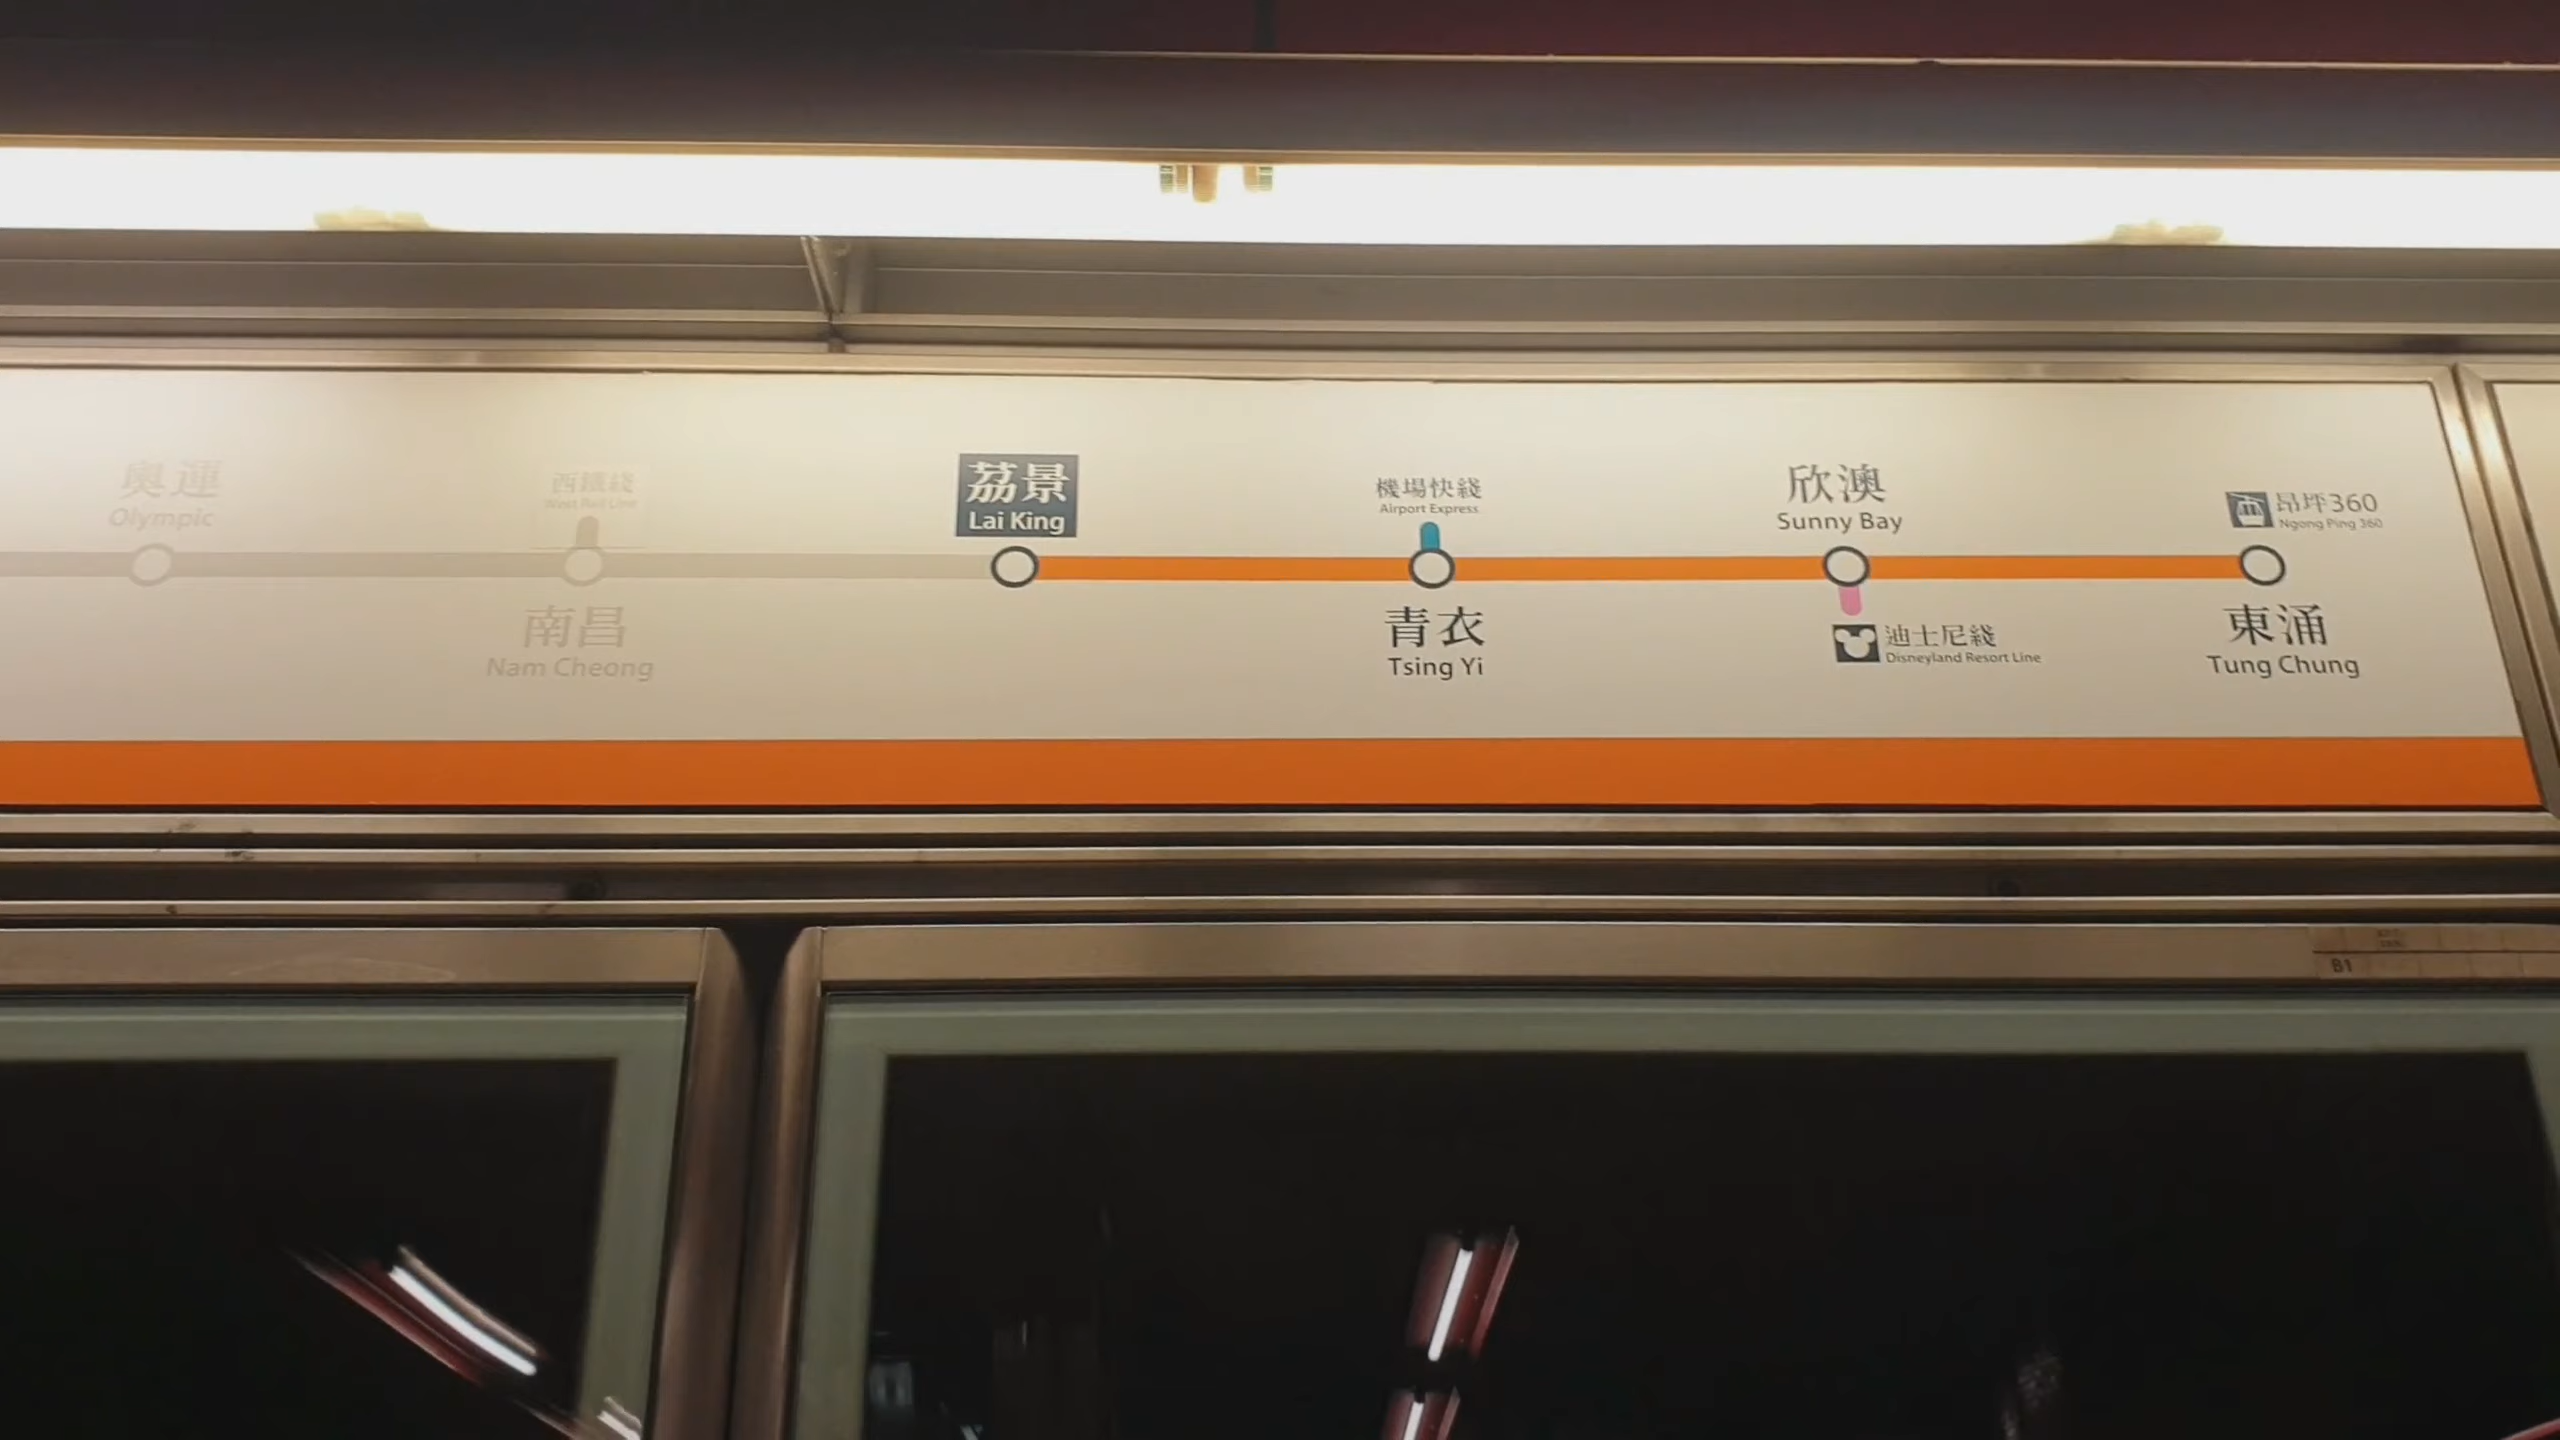 奧運
Olympic
西鐵綫
West Rail Line
南昌
Nam Cheong
荔景
Lai King
機場快綫
Airport Express
青衣
Tsing Yi
欣澳
Sunny Bay
迪士尼綫
Disneyland Resort Line
昂坪360
Ngong Ping 360
東涌
Tung Chung
B1